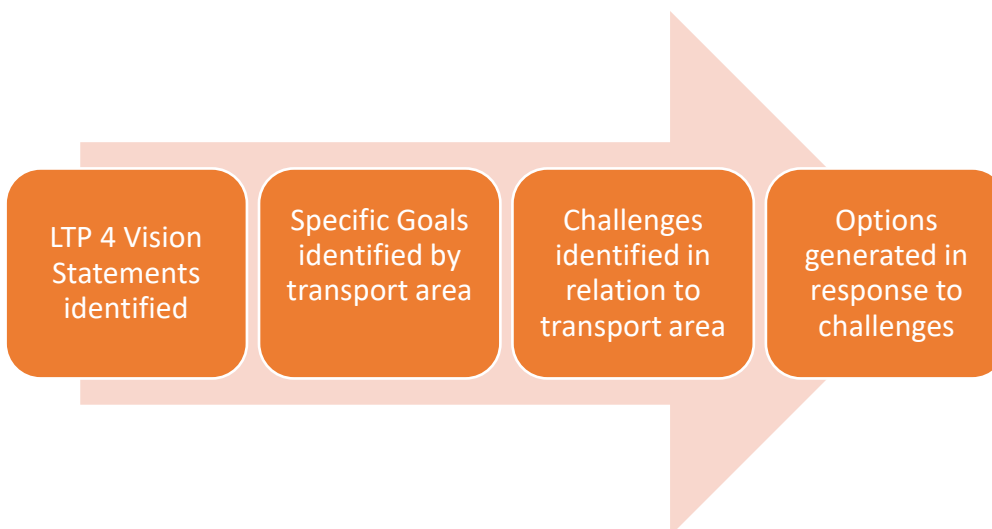 LTP 4 Vision
Statements
identified
Specific Goals
identified by
transport area
Challenges
identified in
relation to
transport area
Options
generated in
response to
challenges